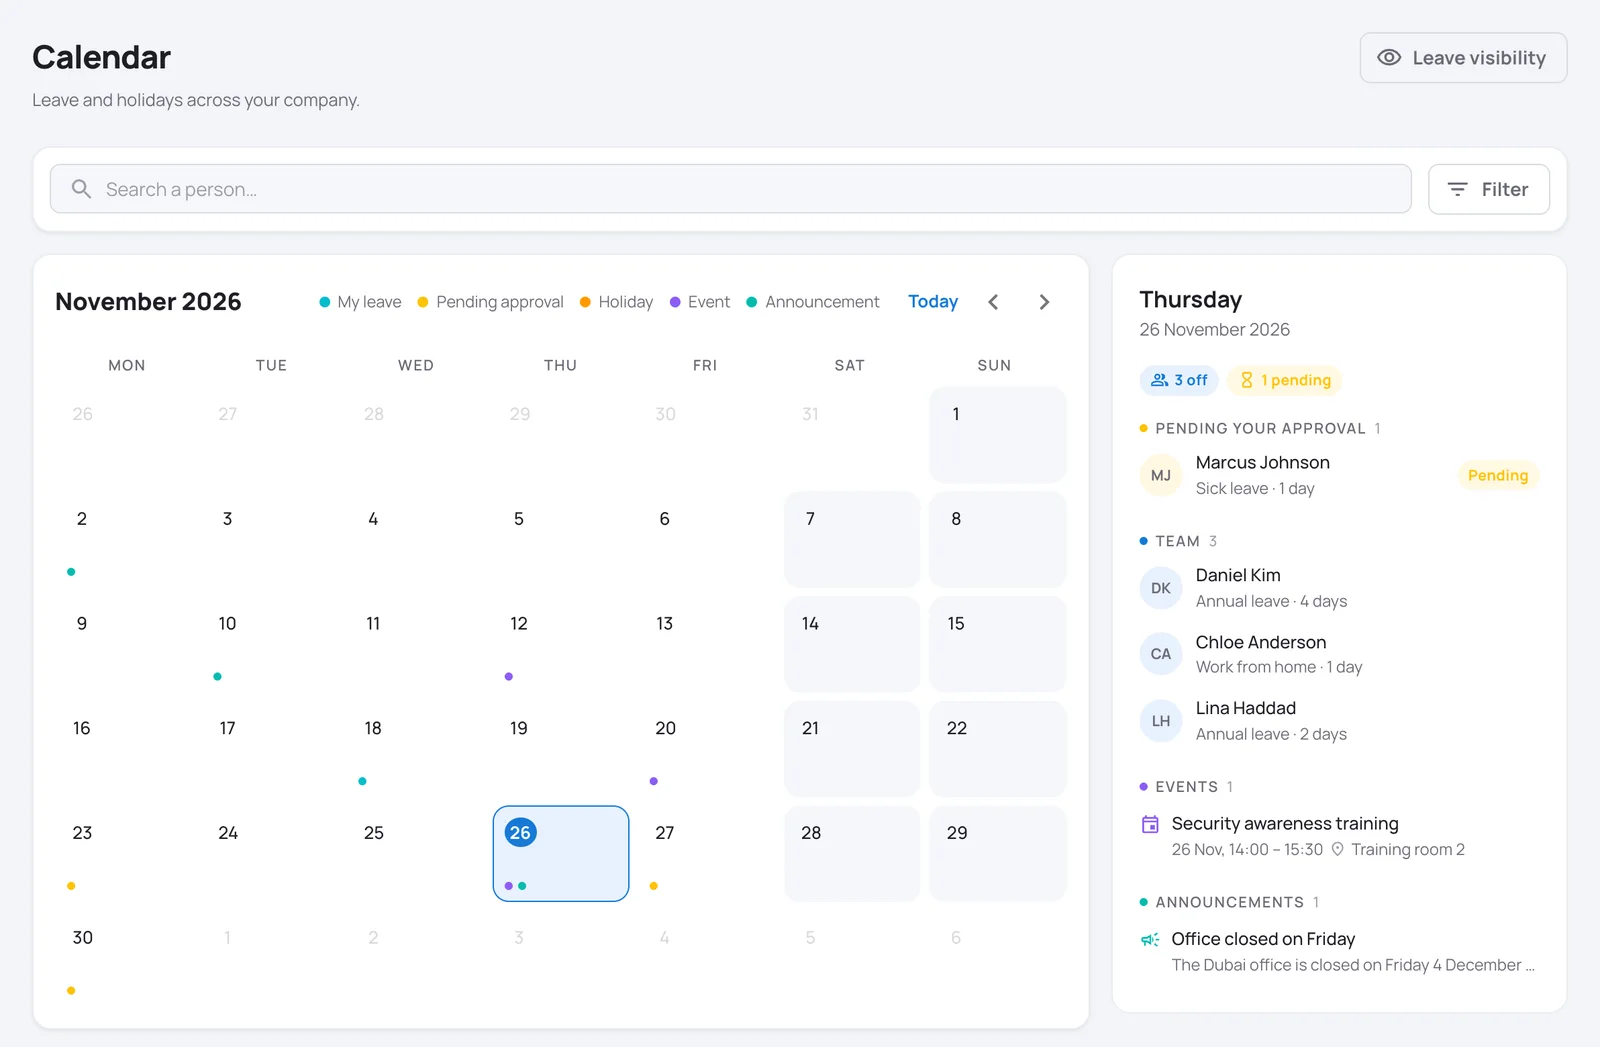 Calendar
Leave and holidays across your company.
Leave visibility
Search a person...
Filter
November 2026
My leave
Pending approval
Holiday
Event
Announcement
Today
MON TUE WED THU FRI SAT SUN
26 27 28 29 30 31 1
2 3 4 5 6 7 8
9 10 11 12 13 14 15
16 17 18 19 20 21 22
23 24 25 26 27 28 29
30 1 2 3 4 5 6
Thursday
26 November 2026
3 off
1 pending
PENDING YOUR APPROVAL 1
MJ
Marcus Johnson
Sick leave · 1 day
Pending
TEAM 3
DK
Daniel Kim
Annual leave · 4 days
CA
Chloe Anderson
Work from home · 1 day
LH
Lina Haddad
Annual leave · 2 days
EVENTS 1
Security awareness training
26 Nov, 14:00 – 15:30 Training room 2
ANNOUNCEMENTS 1
Office closed on Friday
The Dubai office is closed on Friday 4 December ...